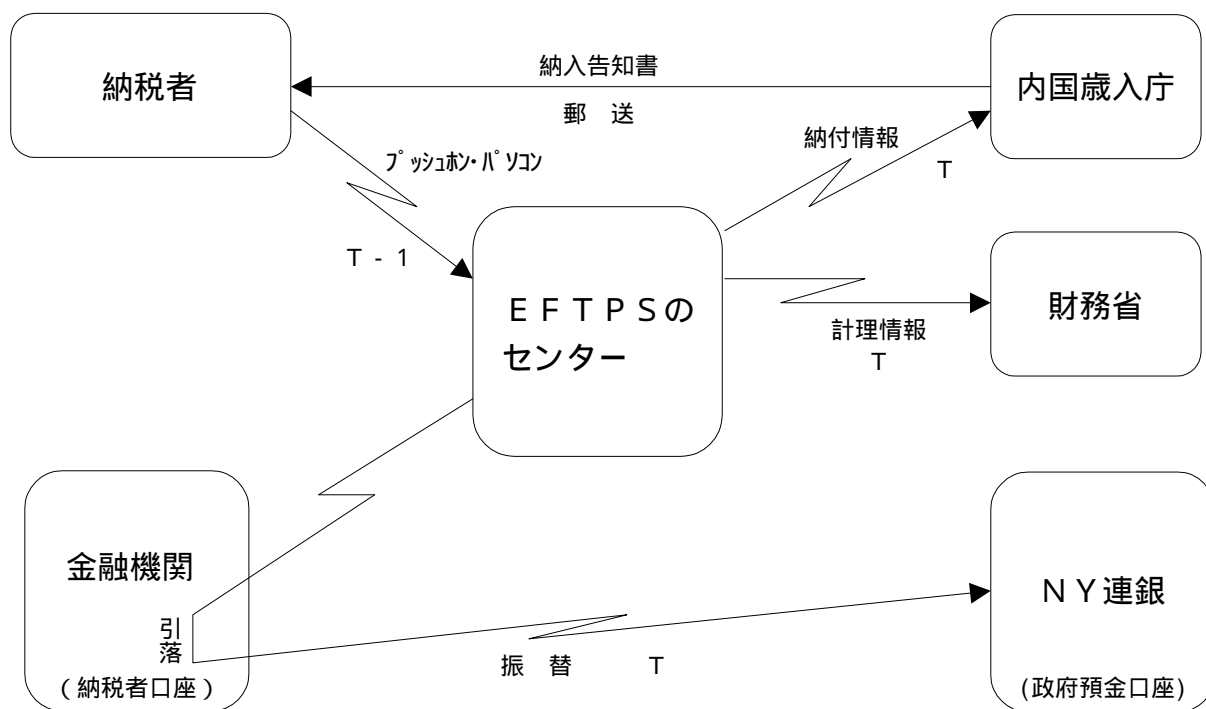 納税者
納入告知書
郵 送
内国歳入庁
プッシュホン・パソコン
納付情報
T
T - 1
EFTPSの
センター
財務省
計理情報
T
金融機関
引落
(納税者口座)
振 替 T
NY連銀
(政府預金口座)